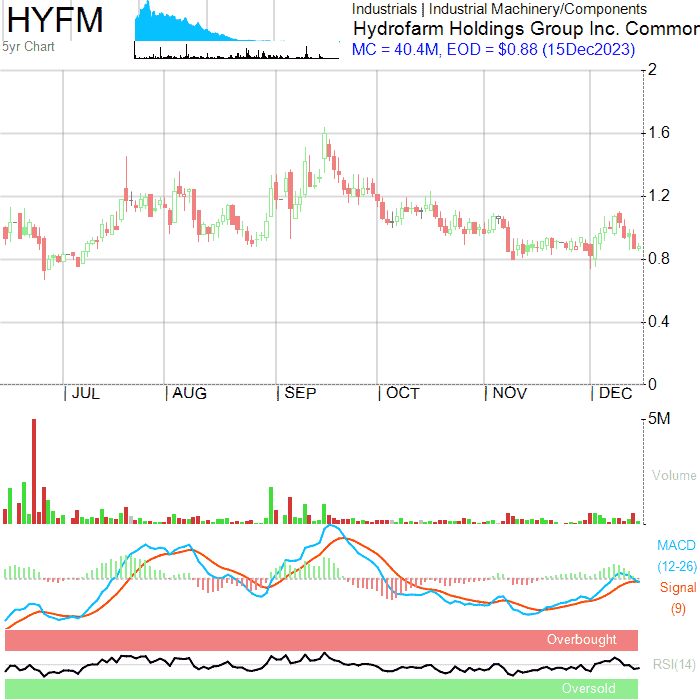 HYFM
5yr Chart
Industrials | Industrial Machinery/Components
Hydrofarm Holdings Group Inc. Common
MC = 40.4M, EOD = $0.88 (15Dec2023)
2
1.6
1.2
0.8
0.4
0
JUL AUG SEP OCT NOV DEC
5M
Volume
MACD
(12-26)
Signal
(9)
Overbought
RSI(14)
Oversold